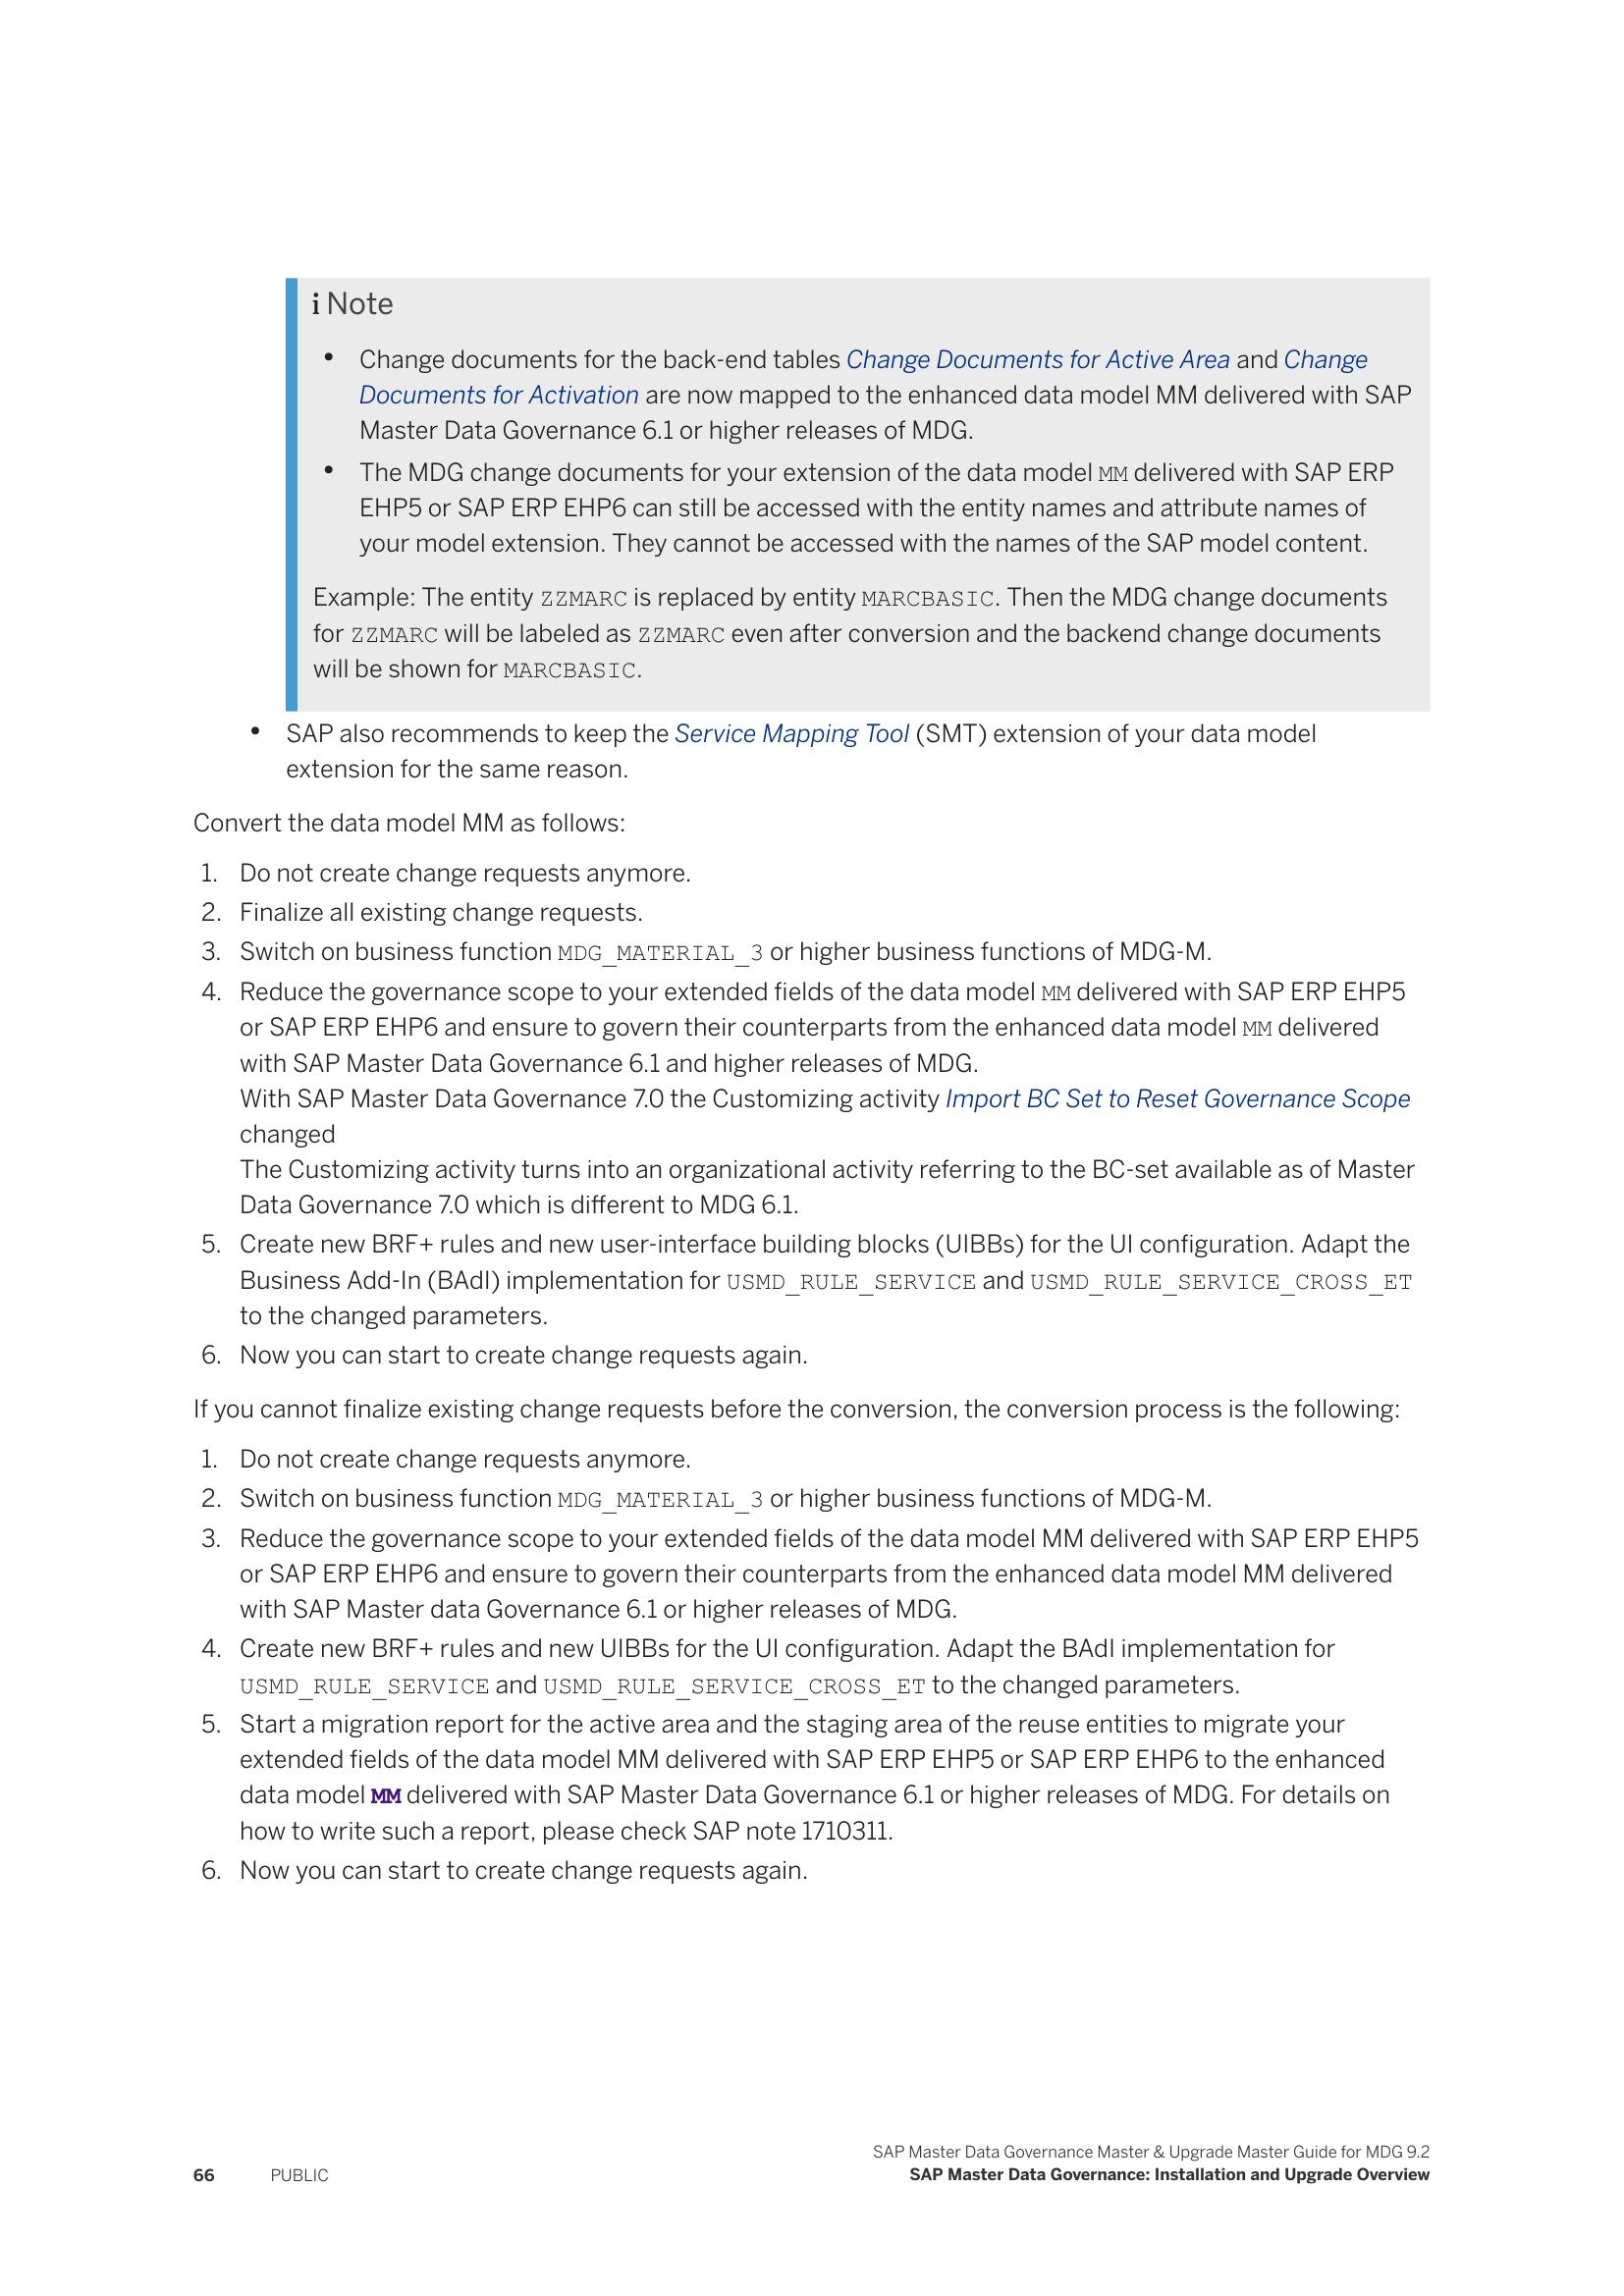 i Note
• Change documents for the back-end tables Change Documents for Active Area and Change
Documents for Activation are now mapped to the enhanced data model MM delivered with SAP
Master Data Governance 6.1 or higher releases of MDG.
• The MDG change documents for your extension of the data model MM delivered with SAP ERP
EHP5 or SAP ERP EHP6 can still be accessed with the entity names and attribute names of
your model extension. They cannot be accessed with the names of the SAP model content.
Example: The entity ZZMARC is replaced by entity MARCBASIC. Then the MDG change documents
for ZZMARC will be labeled as ZZMARC even after conversion and the backend change documents
will be shown for MARCBASIC.
• SAP also recommends to keep the Service Mapping Tool (SMT) extension of your data model
extension for the same reason.
Convert the data model MM as follows:
1. Do not create change requests anymore.
2. Finalize all existing change requests.
3. Switch on business function MDG_MATERIAL_3 or higher business functions of MDG-M.
4. Reduce the governance scope to your extended fields of the data model MM delivered with SAP ERP EHP5
or SAP ERP EHP6 and ensure to govern their counterparts from the enhanced data model MM delivered
with SAP Master Data Governance 6.1 and higher releases of MDG.
With SAP Master Data Governance 7.0 the Customizing activity Import BC Set to Reset Governance Scope
changed
The Customizing activity turns into an organizational activity referring to the BC-set available as of Master
Data Governance 7.0 which is different to MDG 6.1.
5. Create new BRF+ rules and new user-interface building blocks (UIBBs) for the UI configuration. Adapt the
Business Add-In (BAdI) implementation for USMD_RULE_SERVICE and USMD_RULE_SERVICE_CROSS_ET
to the changed parameters.
6. Now you can start to create change requests again.
If you cannot finalize existing change requests before the conversion, the conversion process is the following:
1. Do not create change requests anymore.
2. Switch on business function MDG_MATERIAL_3 or higher business functions of MDG-M.
3. Reduce the governance scope to your extended fields of the data model MM delivered with SAP ERP EHP5
or SAP ERP EHP6 and ensure to govern their counterparts from the enhanced data model MM delivered
with SAP Master data Governance 6.1 or higher releases of MDG.
4. Create new BRF+ rules and new UIBBs for the UI configuration. Adapt the BAdI implementation for
USMD_RULE_SERVICE and USMD_RULE_SERVICE_CROSS_ET to the changed parameters.
5. Start a migration report for the active area and the staging area of the reuse entities to migrate your
extended fields of the data model MM delivered with SAP ERP EHP5 or SAP ERP EHP6 to the enhanced
data model MM delivered with SAP Master Data Governance 6.1 or higher releases of MDG. For details on
how to write such a report, please check SAP note 1710311.
6. Now you can start to create change requests again.
SAP Master Data Governance Master & Upgrade Master Guide for MDG 9.2
66 PUBLIC SAP Master Data Governance: Installation and Upgrade Overview